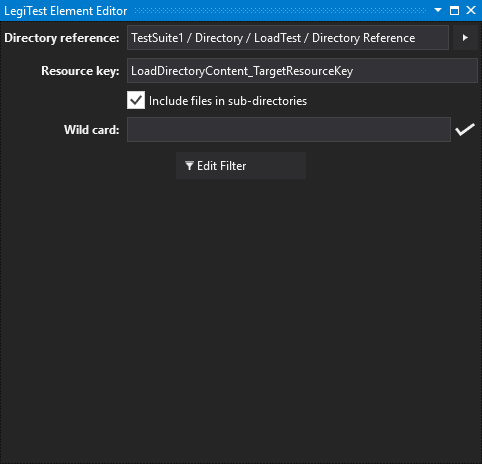 LegiTest Element Editor
Directory reference: TestSuite1 / Directory / LoadTest / Directory Reference
Resource key: LoadDirectoryContent_TargetResourceKey
Include files in sub-directories
Wild card:
Edit Filter